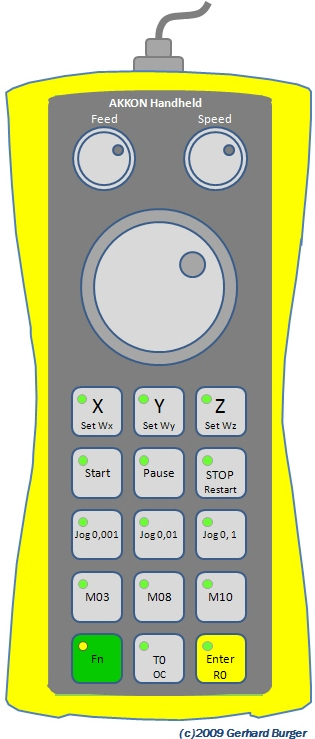 AKKON Handheld
Feed Speed
X Y Z
Set Wx Set Wy Set Wz
Start Pause STOP
Restart
Jog 0,001 Jog 0,01 Jog 0, 1
M03 M08 M10
Fn T0 Enter
OC R0
(c)2009 Gerhard Burger